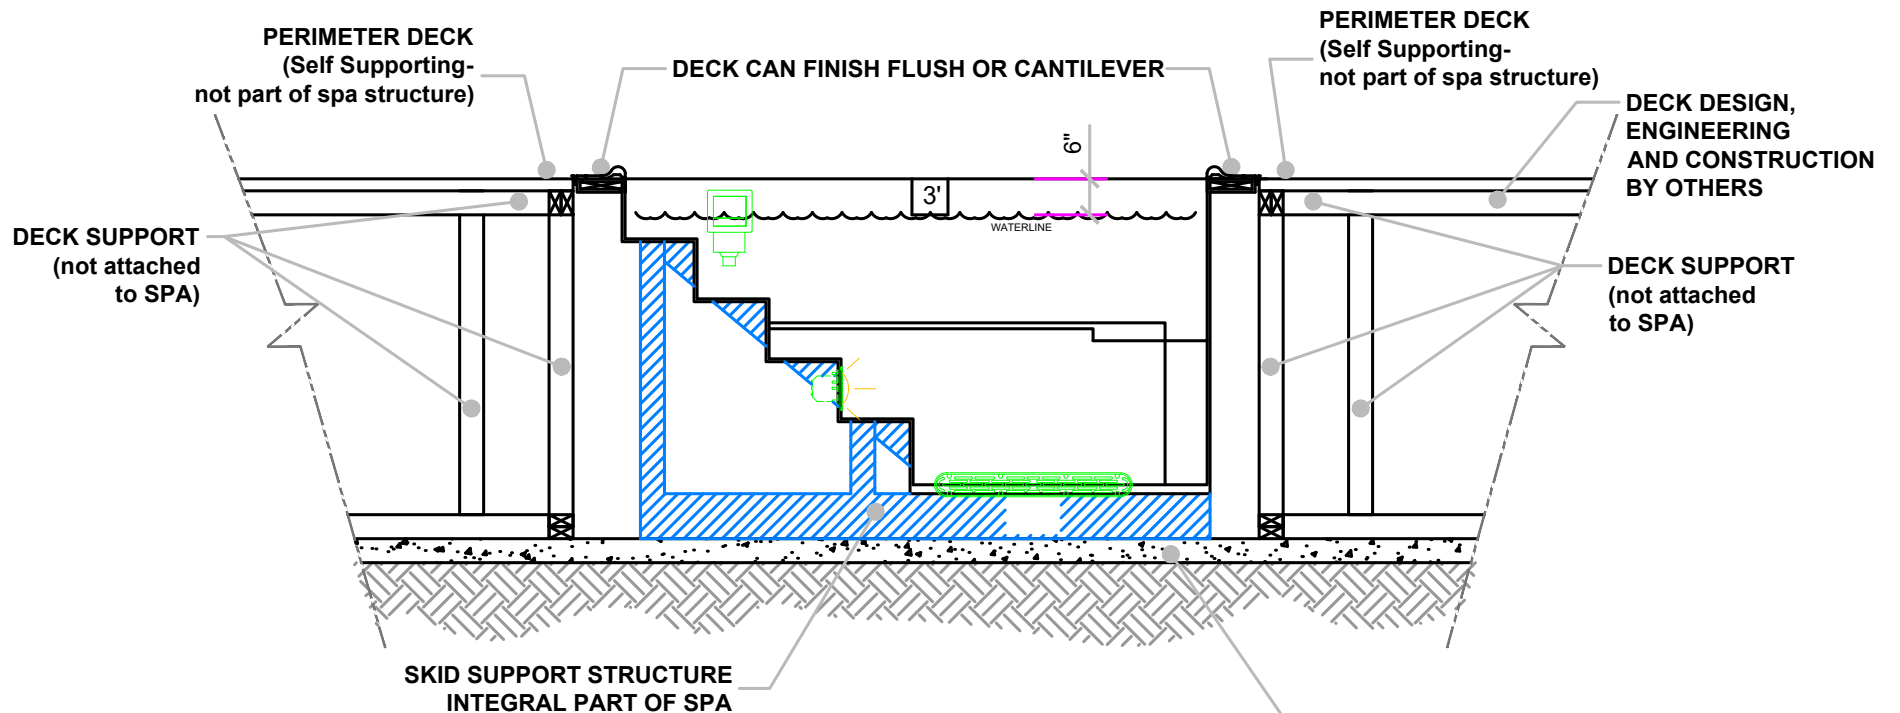 PERIMETER DECK
(Self Supporting-
not part of spa structure)
DECK CAN FINISH FLUSH OR CANTILEVER
PERIMETER DECK
(Self Supporting-
not part of spa structure)
DECK DESIGN,
ENGINEERING
AND CONSTRUCTION
BY OTHERS
6"
3'
WATERLINE
DECK SUPPORT
(not attached
to SPA)
DECK SUPPORT
(not attached
to SPA)
SKID SUPPORT STRUCTURE
INTEGRAL PART OF SPA